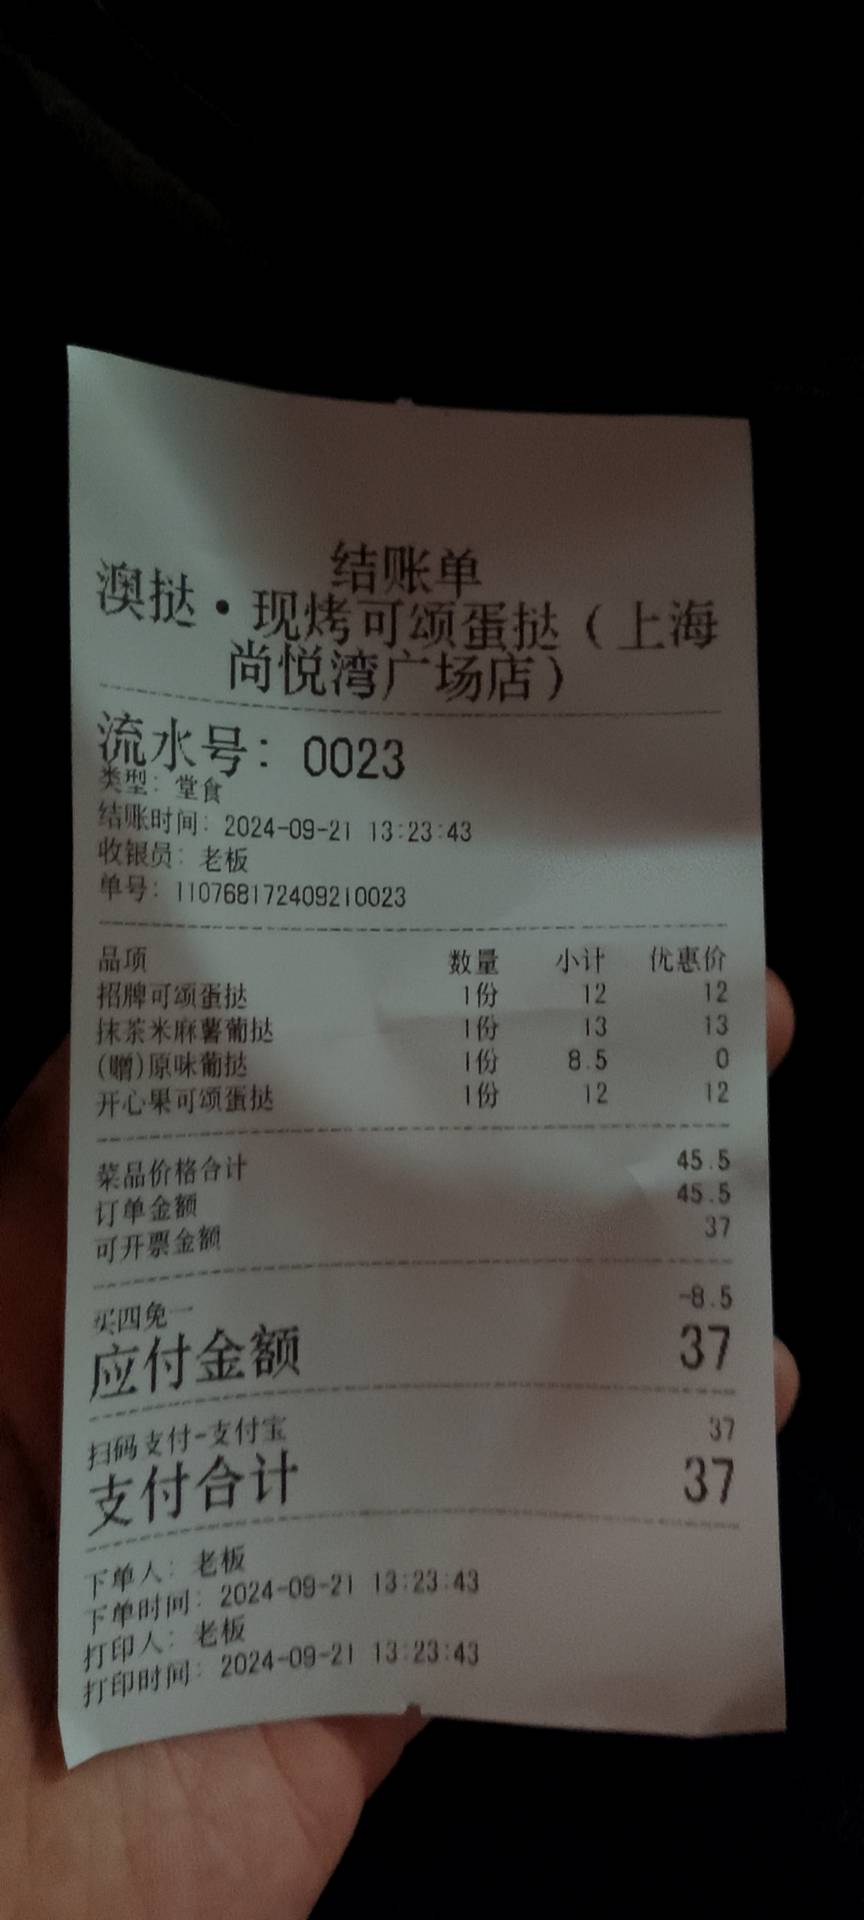 结账单
澳挞·现烤可颂蛋挞（上海
尚悦湾广场店）
流水号：0023
类型：堂食
结账时间：2024-09-21 13:23:43
收银员：老板
单号：110768172409210023
品项 数量 小计 优惠价
招牌可颂蛋挞 1份 12 12
抹茶米麻薯葡挞 1份 13 13
(赠)原味葡挞 1份 8.5 0
开心果可颂蛋挞 1份 12 12
菜品价格合计 45.5
订单金额 45.5
可开票金额 37
买四免一 -8.5
应付金额 37
扫码支付-支付宝 37
支付合计 37
下单人：老板
下单时间：2024-09-21 13:23:43
打印人：老板
打印时间：2024-09-21 13:23:43